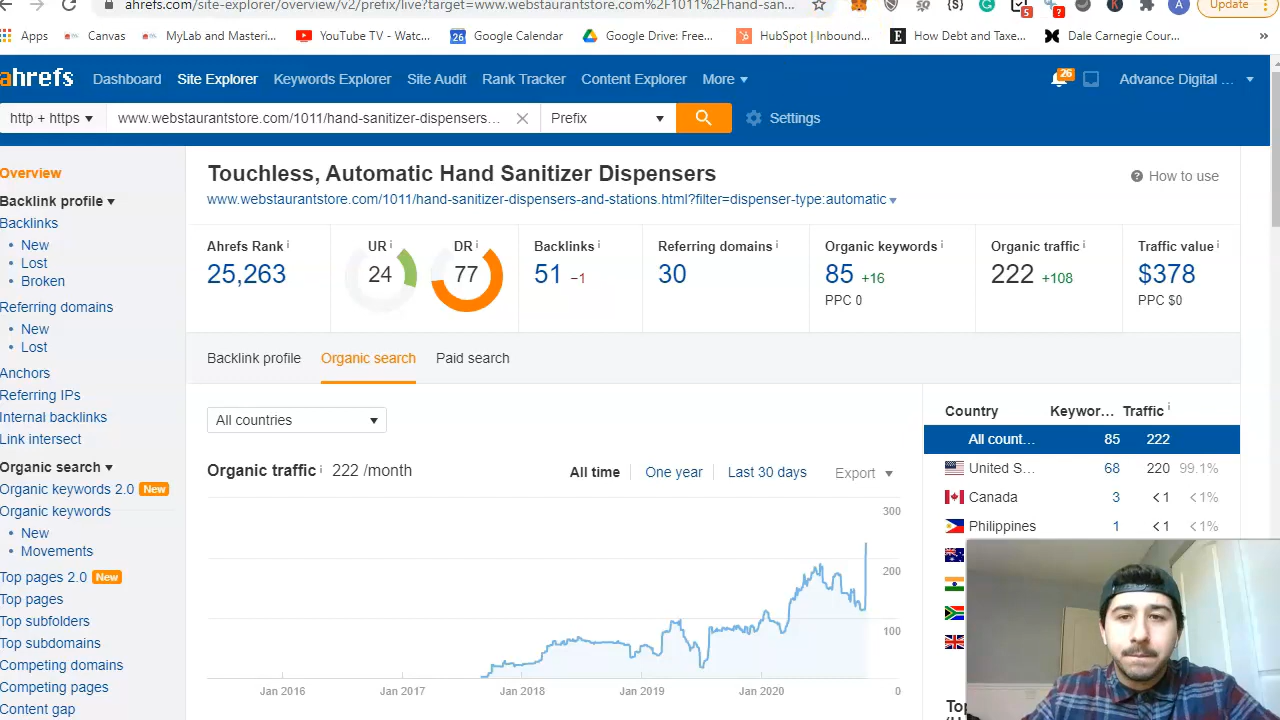 ahrefs.com/site-explorer/overview/v2/prefix/live?target=www.webstaurantstore.com%2F1011%2Fhand-san...
Update
Apps
Canvas
MyLab and Masteri...
YouTube TV - Watc...
26
Google Calendar
Google Drive: Free...
HubSpot | Inbound...
How Debt and Taxe...
Dale Carnegie Cour...
»
ahrefs
Dashboard
Site Explorer
Keywords Explorer
Site Audit
Rank Tracker
Content Explorer
More
26
Advance Digital ...
http + https
www.webstaurantstore.com/1011/hand-sanitizer-dispensers...
Prefix
Settings
Overview
Backlink profile
Backlinks
• New
• Lost
• Broken
Referring domains
• New
• Lost
Anchors
Referring IPs
Internal backlinks
Link intersect
Organic search
Organic keywords 2.0 New
Organic keywords
• New
• Movements
Top pages 2.0 New
Top pages
Top subfolders
Top subdomains
Competing domains
Competing pages
Content gap
Touchless, Automatic Hand Sanitizer Dispensers
How to use
www.webstaurantstore.com/1011/hand-sanitizer-dispensers-and-stations.html?filter=dispenser-type:automatic
Ahrefs Rank
25,263
UR
24
DR
77
Backlinks
51 −1
Referring domains
30
Organic keywords
85 +16
PPC 0
Organic traffic
222 +108
Traffic value
$378
PPC $0
Backlink profile
Organic search
Paid search
All countries
Organic traffic 222 /month
All time
One year
Last 30 days
Export
300
200
100
0
Jan 2016
Jan 2017
Jan 2018
Jan 2019
Jan 2020
Country Keywor... Traffic
All count... 85 222
United S... 68 220 99.1%
Canada 3 <1 <1%
Philippines 1 <1 <1%